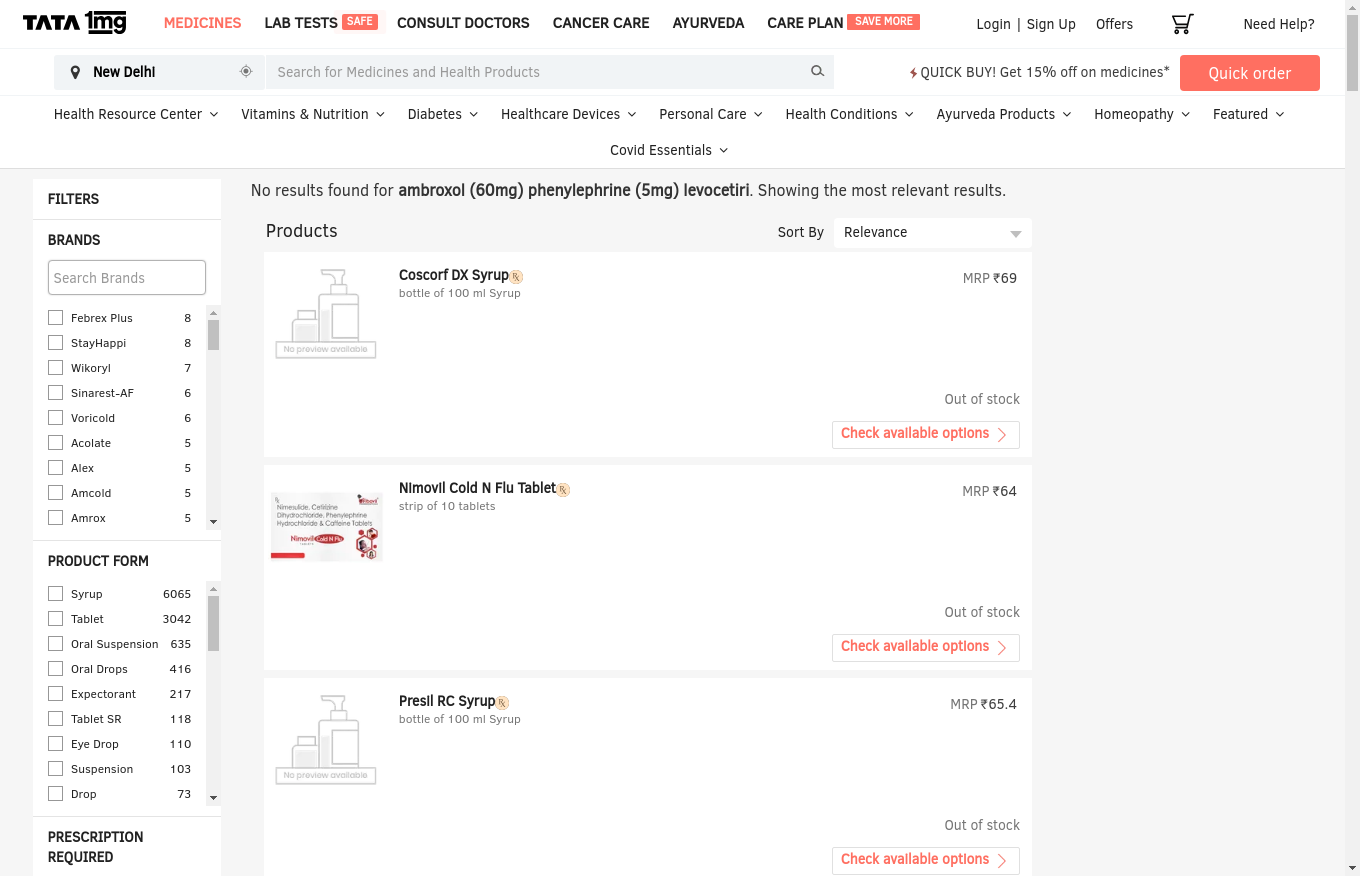 TATA 1mg
MEDICINES LAB TESTS SAFE CONSULT DOCTORS CANCER CARE AYURVEDA CARE PLAN SAVE MORE Login | Sign Up Offers Need Help?
New Delhi Search for Medicines and Health Products QUICK BUY! Get 15% off on medicines* Quick order
Health Resource Center Vitamins & Nutrition Diabetes Healthcare Devices Personal Care Health Conditions Ayurveda Products Homeopathy Featured
Covid Essentials
FILTERS
BRANDS
Search Brands
Febrex Plus 8
StayHappi 8
Wikoryl 7
Sinarest-AF 6
Voricold 6
Acolate 5
Alex 5
Amcold 5
Amrox 5
PRODUCT FORM
Syrup 6065
Tablet 3042
Oral Suspension 635
Oral Drops 416
Expectorant 217
Tablet SR 118
Eye Drop 110
Suspension 103
Drop 73
PRESCRIPTION
REQUIRED
No results found for ambroxol (60mg) phenylephrine (5mg) levocetiri. Showing the most relevant results.
Products Sort By Relevance
Coscorf DX Syrup MRP ₹69
bottle of 100 ml Syrup
No preview available
Out of stock
Check available options
Nimovil Cold N Flu Tablet MRP ₹64
strip of 10 tablets
Nimesulide, Cetirizine
Dihydrochloride, Phenylephrine
Hydrochloride & Caffeine Tablets
Nimovil Cold N Flu
Out of stock
Check available options
Presil RC Syrup MRP ₹65.4
bottle of 100 ml Syrup
No preview available
Out of stock
Check available options